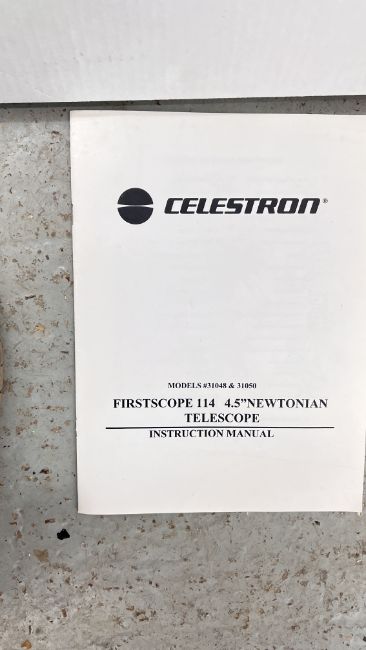 CELESTRON®
MODELS #31048 & 31050
FIRSTSCOPE 114 4.5"NEWTONIAN
TELESCOPE
INSTRUCTION MANUAL